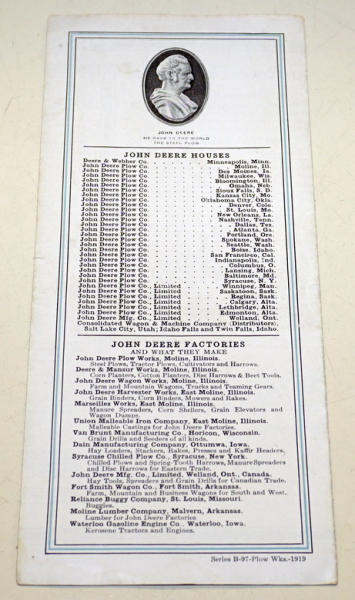 JOHN DEERE
HE GAVE TO THE WORLD
THE STEEL PLOW
JOHN DEERE HOUSES
Deere & Webber Co. . . . . . . Minneapolis, Minn.
John Deere Plow Co. . . . . . . Moline, Ill.
John Deere Plow Co. . . . . . . Des Moines, Ia.
John Deere Plow Co. . . . . . . Milwaukee, Wis.
John Deere Plow Co. . . . . . . Bloomington, Ill.
John Deere Plow Co. . . . . . . Omaha, Neb.
John Deere Plow Co. . . . . . . Sioux Falls, S. D.
John Deere Plow Co. . . . . . . Kansas City, Mo.
John Deere Plow Co. . . . . . . Oklahoma City, Okla.
John Deere Plow Co. . . . . . . Denver, Colo.
John Deere Plow Co. . . . . . . St. Louis, Mo.
John Deere Plow Co. . . . . . . New Orleans, La.
John Deere Plow Co. . . . . . . Nashville, Tenn.
John Deere Plow Co. . . . . . . Dallas, Tex.
John Deere Plow Co. . . . . . . Atlanta, Ga.
John Deere Plow Co. . . . . . . Portland, Ore.
John Deere Plow Co. . . . . . . Spokane, Wash.
John Deere Plow Co. . . . . . . Seattle, Wash.
John Deere Plow Co. . . . . . . Boise, Idaho
John Deere Plow Co. . . . . . . San Francisco, Cal.
John Deere Plow Co. . . . . . . Indianapolis, Ind.
John Deere Plow Co. . . . . . . Columbus, O.
John Deere Plow Co. . . . . . . Lansing, Mich.
John Deere Plow Co. . . . . . . Baltimore, Md.
John Deere Plow Co. . . . . . . Syracuse, N. Y.
John Deere Plow Co., Limited . . . . Winnipeg, Man.
John Deere Plow Co., Limited . . . . Saskatoon, Sask.
John Deere Plow Co., Limited . . . . Regina, Sask.
John Deere Plow Co., Limited . . . . Calgary, Alta.
John Deere Plow Co., Limited . . . . Lethbridge, Alta.
John Deere Plow Co., Limited . . . . Edmonton, Alta.
John Deere Mfg. Co., Limited . . . . Welland, Ont.
Consolidated Wagon & Machine Company (Distributors),
Salt Lake City, Utah; Idaho Falls and Twin Falls, Idaho.
JOHN DEERE FACTORIES
AND WHAT THEY MAKE
John Deere Plow Works, Moline, Illinois.
Steel Plows, Tractor Plows, Cultivators and Harrows.
Deere & Mansur Works, Moline, Illinois.
Corn Planters, Cotton Planters, Disc Harrows & Beet Tools.
John Deere Wagon Works, Moline, Illinois.
Farm and Mountain Wagons, Trucks and Teaming Gears.
John Deere Harvester Works, East Moline, Illinois.
Grain Binders, Corn Binders, Mowers and Rakes.
Marseilles Works, East Moline, Illinois.
Manure Spreaders, Corn Shellers, Grain Elevators and
Wagon Dumps.
Union Malleable Iron Company, East Moline, Illinois.
Malleable Castings for John Deere Factories.
Van Brunt Manufacturing Co., Horicon, Wisconsin.
Grain Drills and Seeders of all kinds.
Dain Manufacturing Company, Ottumwa, Iowa.
Hay Loaders, Stackers, Rakes, Presses and Kaffir Headers.
Syracuse Chilled Plow Co., Syracuse, New York.
Chilled Plows and Spring-Tooth Harrows, Manure Spreaders
and Disc Harrows for Eastern Trade.
John Deere Mfg. Co., Limited, Welland, Ont., Canada.
Hay Tools, Spreaders and Grain Drills for Canadian Trade.
Fort Smith Wagon Co., Fort Smith, Arkansas.
Farm, Mountain and Business Wagons for South and West.
Reliance Buggy Company, St. Louis, Missouri.
Buggies.
Moline Lumber Company, Malvern, Arkansas.
Lumber for John Deere Factories
Waterloo Gasoline Engine Co., Waterloo, Iowa.
Kerosene Tractors and Engines.
Series B-97-Plow Wks.-1919